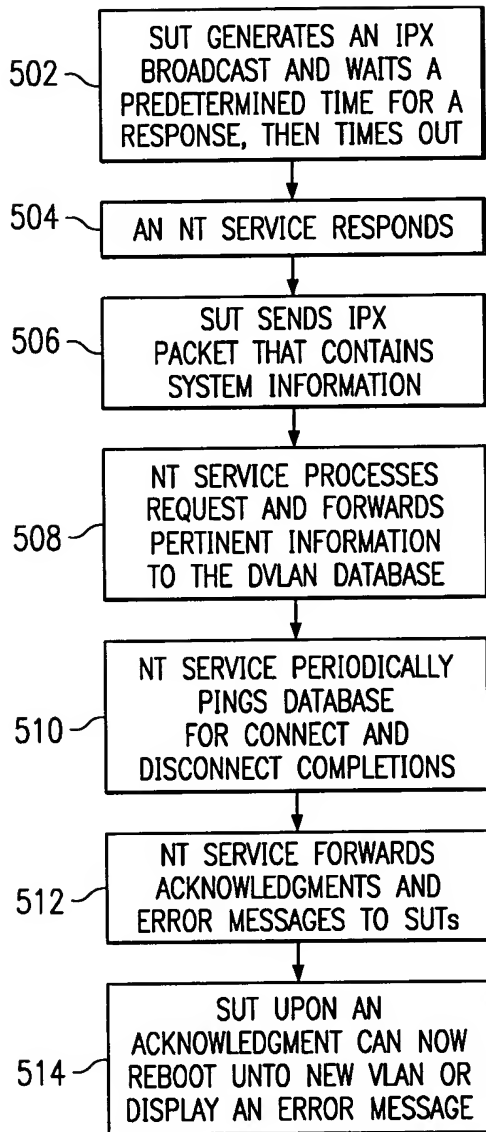 502
SUT GENERATES AN IPX
BROADCAST AND WAITS A
PREDETERMINED TIME FOR A
RESPONSE, THEN TIMES OUT
504
AN NT SERVICE RESPONDS
506
SUT SENDS IPX
PACKET THAT CONTAINS
SYSTEM INFORMATION
508
NT SERVICE PROCESSES
REQUEST AND FORWARDS
PERTINENT INFORMATION
TO THE DVLAN DATABASE
510
NT SERVICE PERIODICALLY
PINGS DATABASE
FOR CONNECT AND
DISCONNECT COMPLETIONS
512
NT SERVICE FORWARDS
ACKNOWLEDGMENTS AND
ERROR MESSAGES TO SUTs
514
SUT UPON AN
ACKNOWLEDGMENT CAN NOW
REBOOT UNTO NEW VLAN OR
DISPLAY AN ERROR MESSAGE